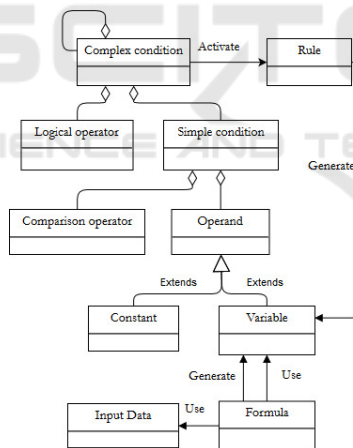 Complex condition
Activate
Rule
Logical operator
Simple condition
Generate
Comparison operator
Operand
Extends
Extends
Constant
Variable
Generate
Use
Input Data
Use
Formula